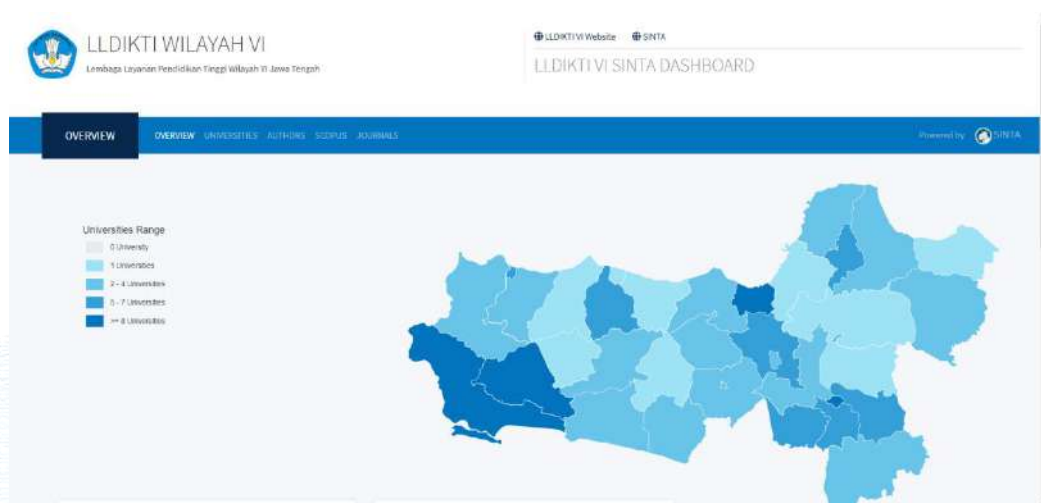 LLDIKTI WILAYAH VI
Lembaga Layanan Pendidikan Tinggi Wilayah VI Jawa Tengah
LLDIKTI VI Website SINTA
LLDIKTI VI SINTA DASHBOARD
OVERVIEW
OVERVIEW UNIVERSITIES AUTHORS SCOPUS JOURNALS
Powered by SINTA
Universities Range
0 University
1 Universities
2 - 4 Universities
5 - 7 Universities
>= 8 Universities